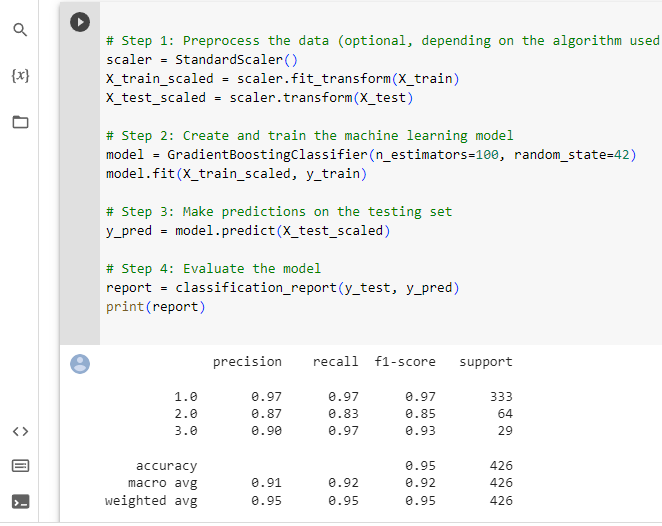 # Step 1: Preprocess the data (optional, depending on the algorithm used
scaler = StandardScaler()
X_train_scaled = scaler.fit_transform(X_train)
X_test_scaled = scaler.transform(X_test)
# Step 2: Create and train the machine learning model
model = GradientBoostingClassifier(n_estimators=100, random_state=42)
model.fit(X_train_scaled, y_train)
# Step 3: Make predictions on the testing set
y_pred = model.predict(X_test_scaled)
# Step 4: Evaluate the model
report = classification_report(y_test, y_pred)
print(report)
precision recall f1-score support
1.0 0.97 0.97 0.97 333
2.0 0.87 0.83 0.85 64
3.0 0.90 0.97 0.93 29
accuracy 0.95 426
macro avg 0.91 0.92 0.92 426
weighted avg 0.95 0.95 0.95 426
{x}